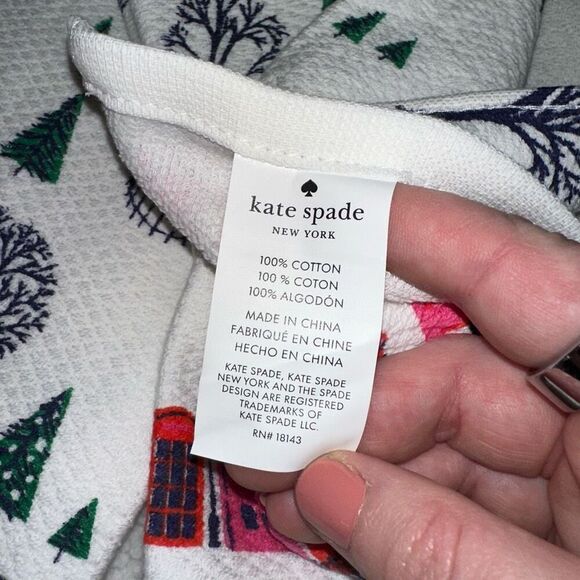 kate spade
NEW YORK
100% COTTON
100 % COTON
100% ALGODÓN
MADE IN CHINA
FABRIQUÉ EN CHINE
HECHO EN CHINA
KATE SPADE, KATE SPADE
NEW YORK AND THE SPADE
DESIGN ARE REGISTERED
TRADEMARKS OF
KATE SPADE LLC.
RN# 18143